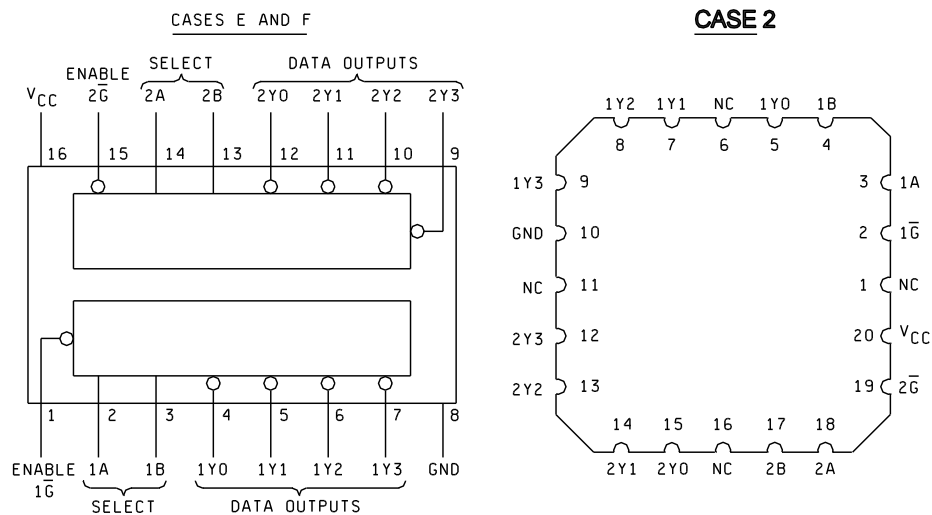 CASES E AND F
SELECT DATA OUTPUTS
ENABLE
VCC 2G̅ 2A 2B 2Y0 2Y1 2Y2 2Y3
16 15 14 13 12 11 10 9
1 2 3 4 5 6 7 8
ENABLE 1A 1B 1Y0 1Y1 1Y2 1Y3 GND
1G̅
SELECT DATA OUTPUTS
CASE 2
1Y2 1Y1 NC 1Y0 1B
8 7 6 5 4
1Y3 9 3 1A
GND 10 2 1G̅
NC 11 1 NC
2Y3 12 20 VCC
2Y2 13 19 2G̅
14 15 16 17 18
2Y1 2Y0 NC 2B 2A